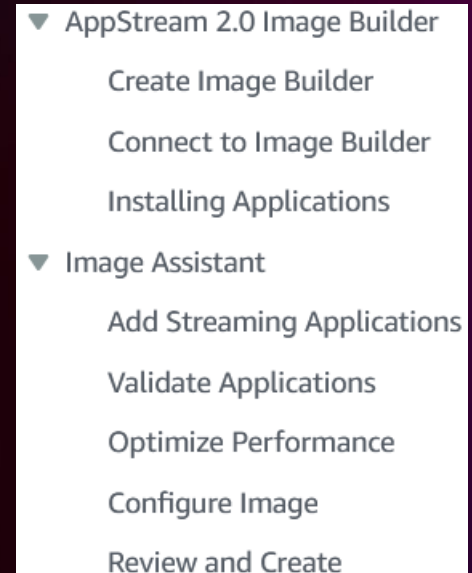 AppStream 2.0 Image Builder
Create Image Builder
Connect to Image Builder
Installing Applications
Image Assistant
Add Streaming Applications
Validate Applications
Optimize Performance
Configure Image
Review and Create